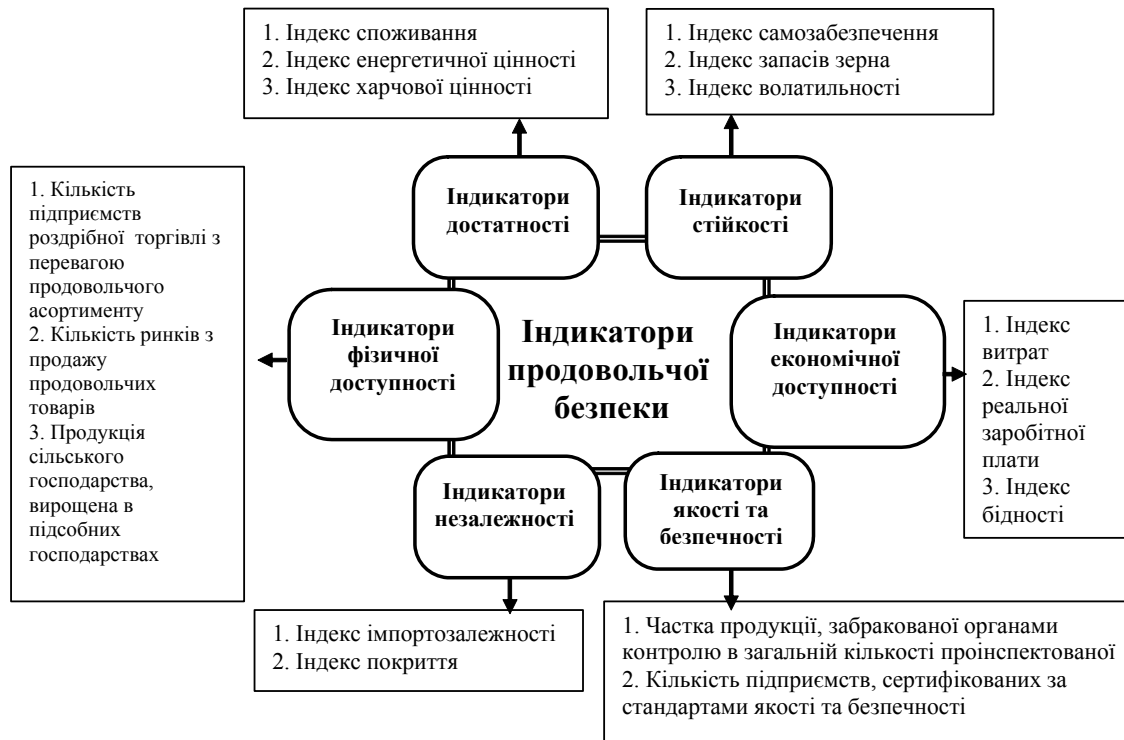 1. Індекс споживання
2. Індекс енергетичної цінності
3. Індекс харчової цінності
1. Індекс самозабезпечення
2. Індекс запасів зерна
3. Індекс волатильності
Індикатори
достатності
Індикатори
стійкості
1. Кількість
підприємств
роздрібної торгівлі з
перевагою
продовольчого
асортименту
2. Кількість ринків з
продажу
продовольчих
товарів
3. Продукція
сільського
господарства,
вирощена в
підсобних
господарствах
Індикатори
фізичної
доступності
Індикатори
продовольчої
безпеки
Індикатори
економічної
доступності
1. Індекс
витрат
2. Індекс
реальної
заробітної
плати
3. Індекс
бідності
Індикатори
незалежності
Індикатори
якості та
безпечності
1. Індекс імпортозалежності
2. Індекс покриття
1. Частка продукції, забракованої органами
контролю в загальній кількості проінспектованої
2. Кількість підприємств, сертифікованих за
стандартами якості та безпечності